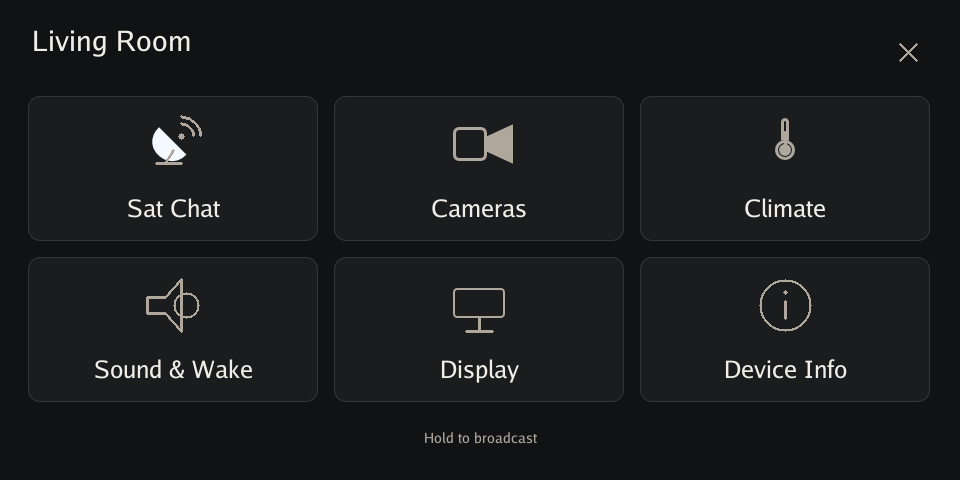 Living Room
Sat Chat
Cameras
Climate
Sound & Wake
Display
Device Info
Hold to broadcast